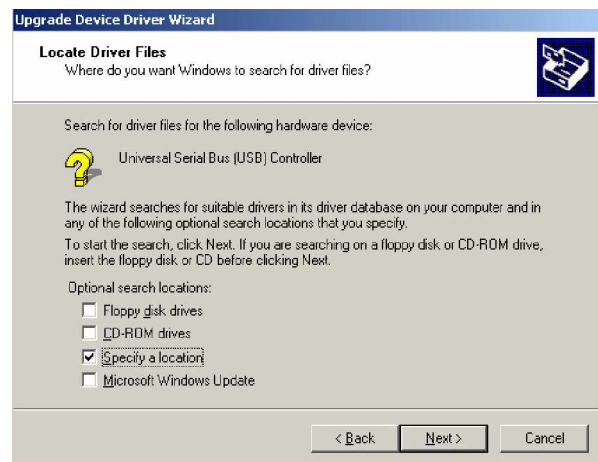 Upgrade Device Driver Wizard
Locate Driver Files
Where do you want Windows to search for driver files?
Search for driver files for the following hardware device:
Universal Serial Bus (USB) Controller
The wizard searches for suitable drivers in its driver database on your computer and in
any of the following optional search locations that you specify.
To start the search, click Next. If you are searching on a floppy disk or CD-ROM drive,
insert the floppy disk or CD before clicking Next.
Optional search locations:
Floppy disk drives
CD-ROM drives
Specify a location
Microsoft Windows Update
< Back Next > Cancel